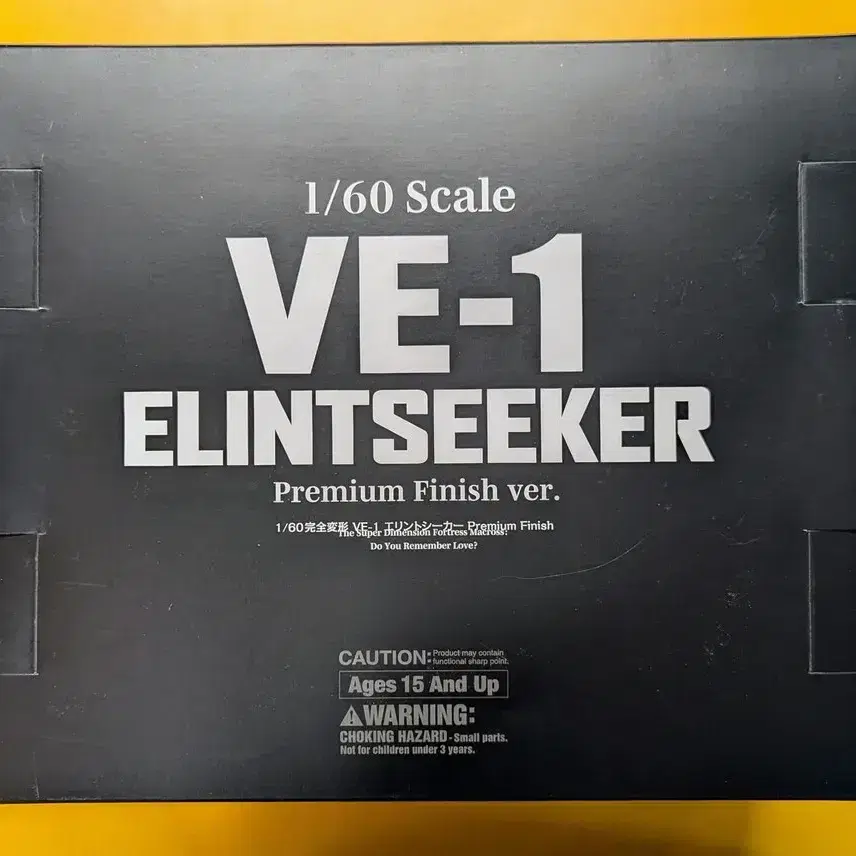 1/60 Scale
VE-1
ELINTSEEKER
Premium Finish ver.
1/60完全変形 VE-1 エリントシーカー Premium Finish
The Super Dimension Fortress Macross:
Do You Remember Love?
CAUTION: Product may contain
functional sharp point.
Ages 15 And Up
⚠WARNING:
CHOKING HAZARD - Small parts.
Not for children under 3 years.